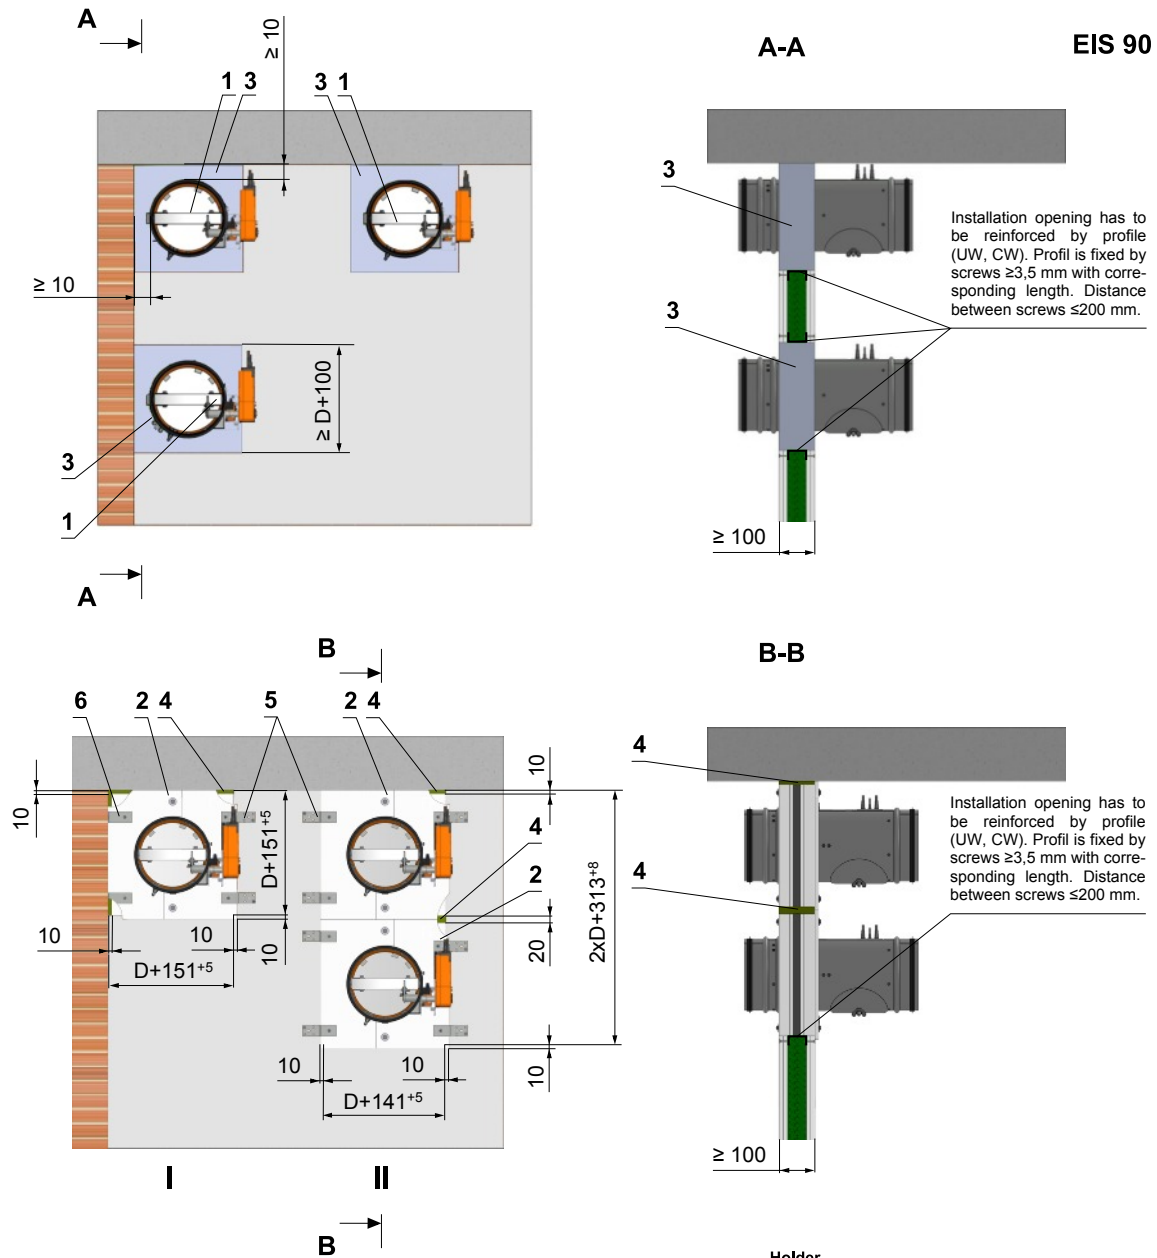 A
A-A
EIS 90
≥ 10
1 3
3 1
3
Installation opening has to
be reinforced by profile
(UW, CW). Profil is fixed by
screws ≥3,5 mm with corre-
sponding length. Distance
between screws ≤200 mm.
≥ 10
3
≥ D+100
3
1
≥ 100
A
B
B-B
6
2 4
5
2 4
4
10
10
D+151+5
4
2
2xD+313+8
Installation opening has to
be reinforced by profile
(UW, CW). Profil is fixed by
screws ≥3,5 mm with corre-
sponding length. Distance
between screws ≤200 mm.
4
10
10
10
20
D+151+5
10
10
10
D+141+5
≥ 100
I
II
B
Holder